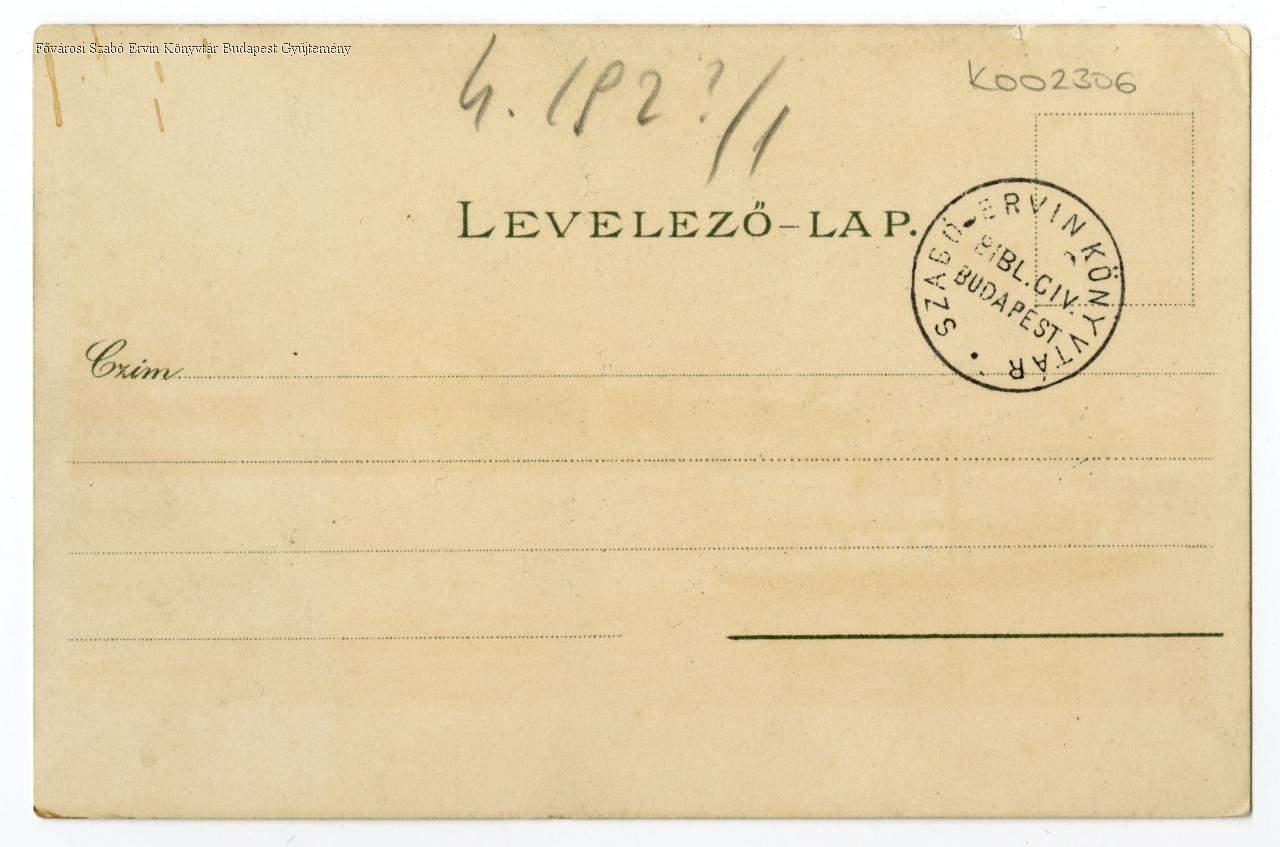 Fővárosi Szabó Ervin Könyvtár Budapest Gyűjtemény
K002306
LEVELEZŐ-LAP.
SZABÓ-ERVIN KÖNYVTÁR
BIBL. CIV.
BUDAPEST
Czim